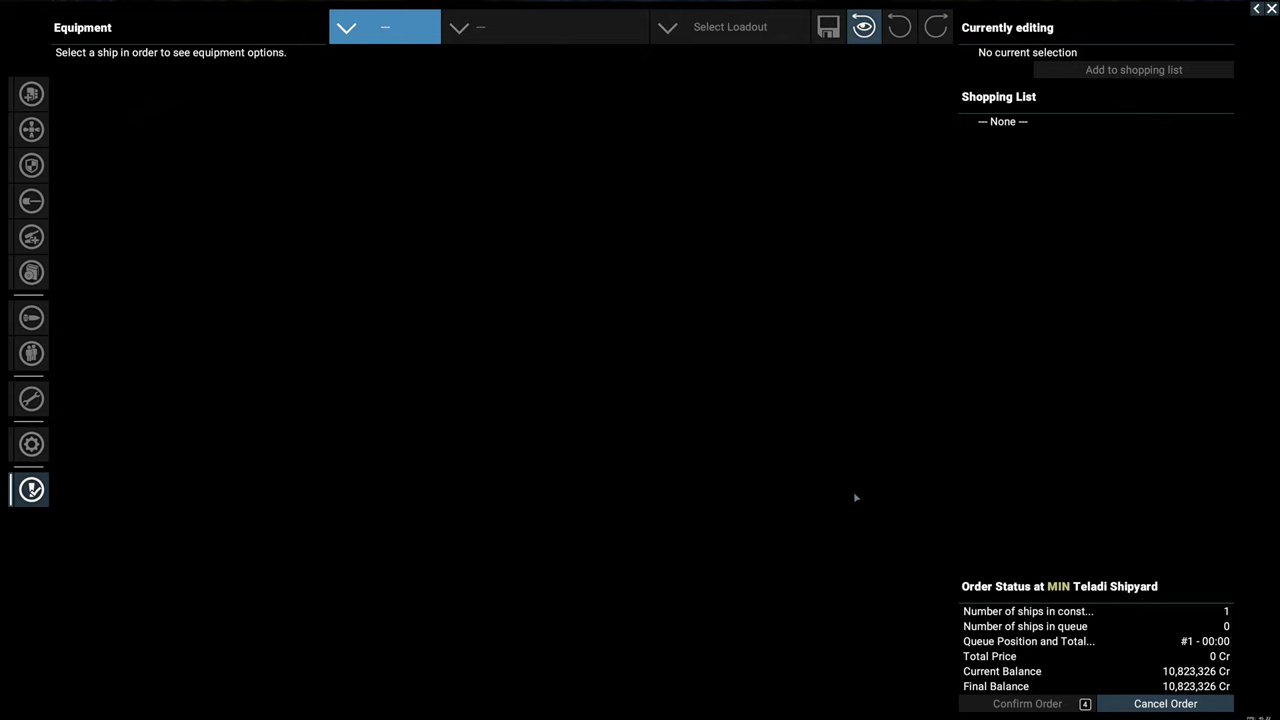 Equipment
Select a ship in order to see equipment options.
—
—
Select Loadout
Currently editing
No current selection
Add to shopping list
Shopping List
— None —
Order Status at MIN Teladi Shipyard
Number of ships in const... 1
Number of ships in queue 0
Queue Position and Total... #1 - 00:00
Total Price 0 Cr
Current Balance 10,823,326 Cr
Final Balance 10,823,326 Cr
Confirm Order 4
Cancel Order